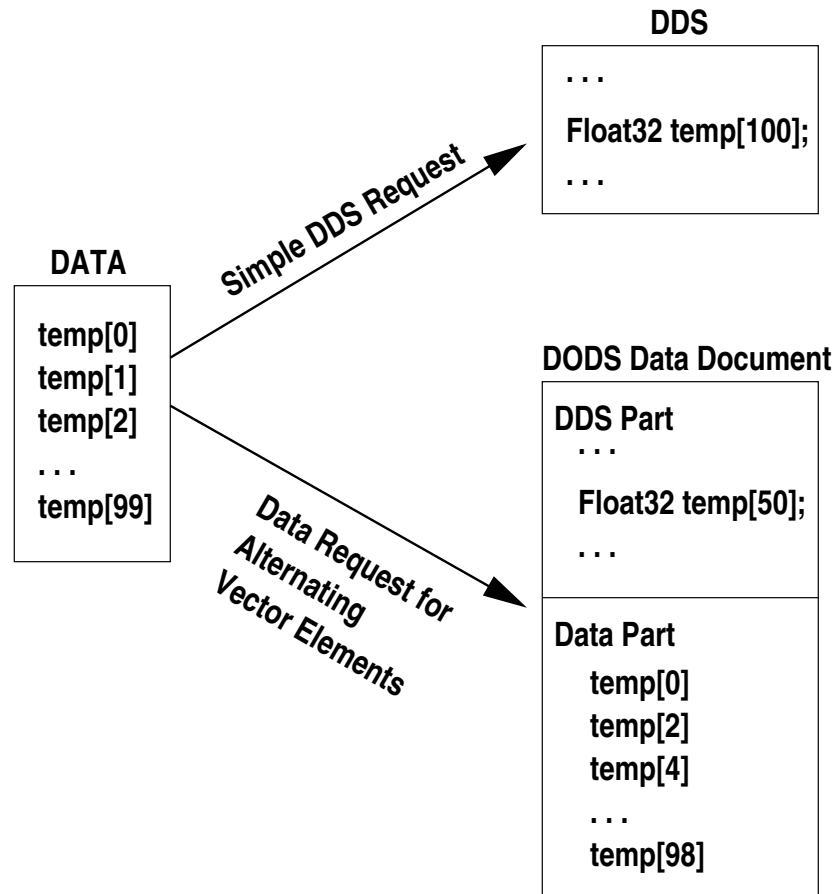 DDS
. . .
Float32 temp[100];
. . .
Simple DDS Request
DATA
temp[0]
temp[1]
temp[2]
. . .
temp[99]
Data Request for
Alternating
Vector Elements
DODS Data Document
DDS Part
. . .
Float32 temp[50];
. . .
Data Part
temp[0]
temp[2]
temp[4]
. . .
temp[98]